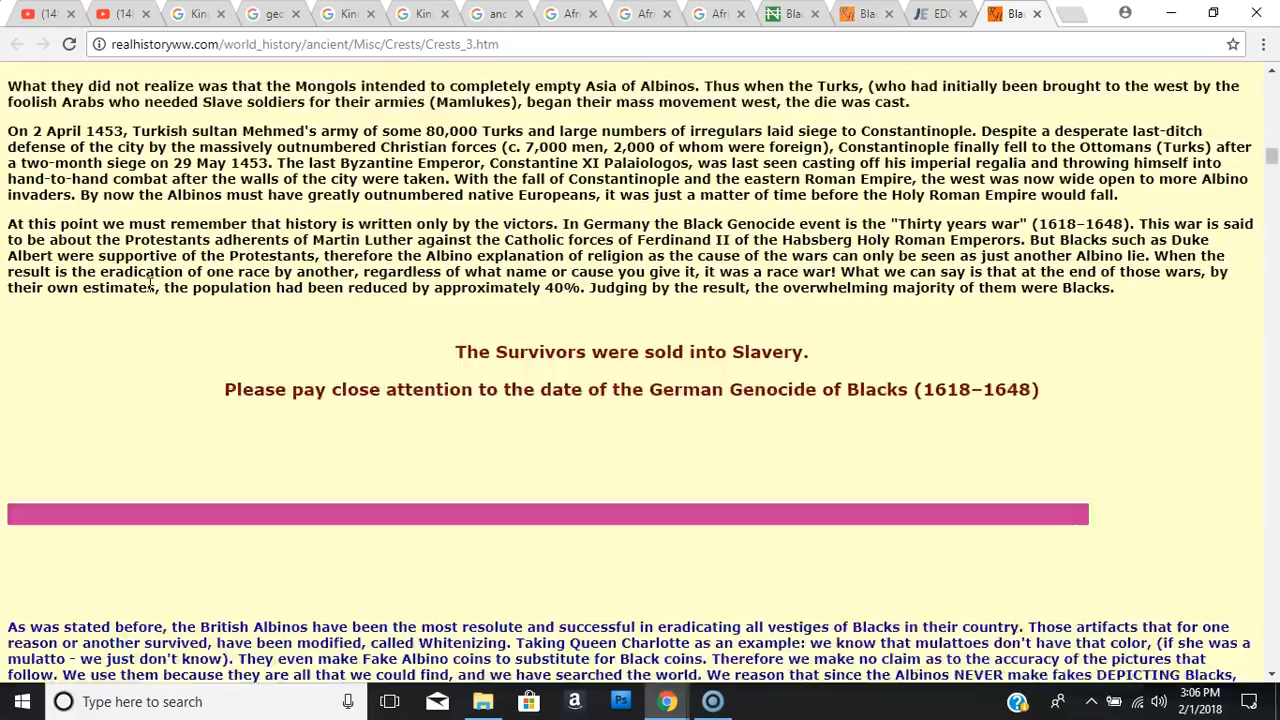 (14
(14
Kin
geo
Kin
Kin
anc
Afri
Afri
Afri
Bla
Bla
EDO
Bla
realhistoryww.com/world_history/ancient/Misc/Crests/Crests_3.htm
What they did not realize was that the Mongols intended to completely empty Asia of Albinos. Thus when the Turks, (who had initially been brought to the west by the
foolish Arabs who needed Slave soldiers for their armies (Mamlukes), began their mass movement west, the die was cast.
On 2 April 1453, Turkish sultan Mehmed's army of some 80,000 Turks and large numbers of irregulars laid siege to Constantinople. Despite a desperate last-ditch
defense of the city by the massively outnumbered Christian forces (c. 7,000 men, 2,000 of whom were foreign), Constantinople finally fell to the Ottomans (Turks) after
a two-month siege on 29 May 1453. The last Byzantine Emperor, Constantine XI Palaiologos, was last seen casting off his imperial regalia and throwing himself into
hand-to-hand combat after the walls of the city were taken. With the fall of Constantinople and the eastern Roman Empire, the west was now wide open to more Albino
invaders. By now the Albinos must have greatly outnumbered native Europeans, it was just a matter of time before the Holy Roman Empire would fall.
At this point we must remember that history is written only by the victors. In Germany the Black Genocide event is the "Thirty years war" (1618–1648). This war is said
to be about the Protestants adherents of Martin Luther against the Catholic forces of Ferdinand II of the Habsberg Holy Roman Emperors. But Blacks such as Duke
Albert were supportive of the Protestants, therefore the Albino explanation of religion as the cause of the wars can only be seen as just another Albino lie. When the
result is the eradication of one race by another, regardless of what name or cause you give it, it was a race war! What we can say is that at the end of those wars, by
their own estimates, the population had been reduced by approximately 40%. Judging by the result, the overwhelming majority of them were Blacks.
The Survivors were sold into Slavery.
Please pay close attention to the date of the German Genocide of Blacks (1618–1648)
As was stated before, the British Albinos have been the most resolute and successful in eradicating all vestiges of Blacks in their country. Those artifacts that for one
reason or another survived, have been modified, called Whitenizing. Taking Queen Charlotte as an example: we know that mulattoes don't have that color, (if she was a
mulatto - we just don't know). They even make Fake Albino coins to substitute for Black coins. Therefore we make no claim as to the accuracy of the pictures that
follow. We use them because they are all that we could find, and we have searched the world. We reason that since the Albinos NEVER make fakes DEPICTING Blacks,
Type here to search
3:06 PM
2/1/2018